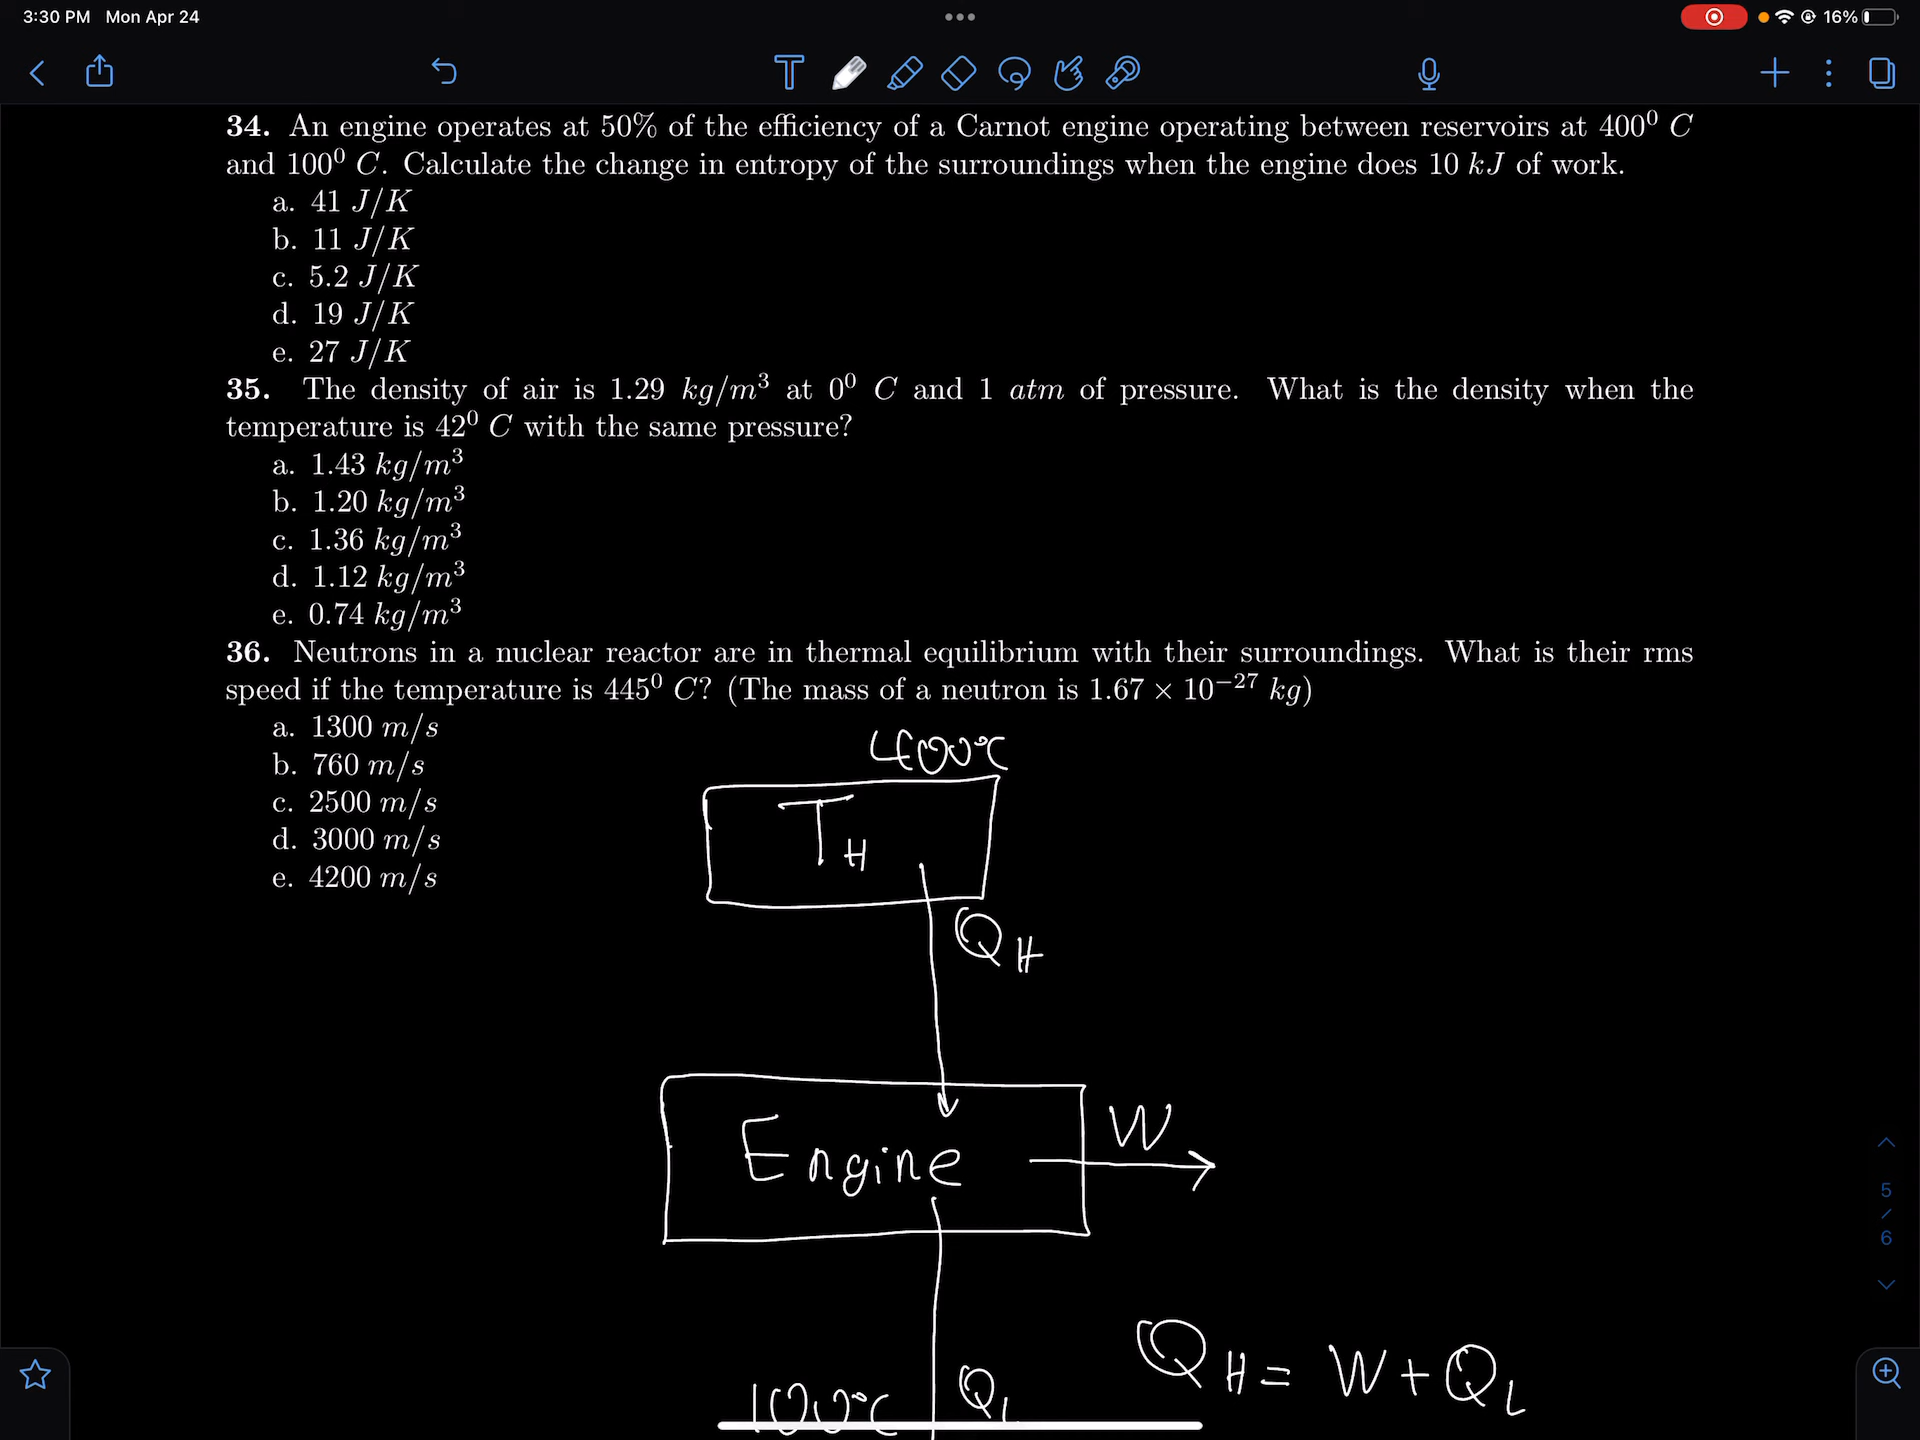 3:30 PM Mon Apr 24
16%
34. An engine operates at 50% of the efficiency of a Carnot engine operating between reservoirs at 400⁰ C
and 100⁰ C. Calculate the change in entropy of the surroundings when the engine does 10 kJ of work.
a. 41 J/K
b. 11 J/K
c. 5.2 J/K
d. 19 J/K
e. 27 J/K
35. The density of air is 1.29 kg/m³ at 0⁰ C and 1 atm of pressure. What is the density when the
temperature is 42⁰ C with the same pressure?
a. 1.43 kg/m³
b. 1.20 kg/m³
c. 1.36 kg/m³
d. 1.12 kg/m³
e. 0.74 kg/m³
36. Neutrons in a nuclear reactor are in thermal equilibrium with their surroundings. What is their rms
speed if the temperature is 445⁰ C? (The mass of a neutron is 1.67 × 10⁻²⁷ kg)
a. 1300 m/s
b. 760 m/s
c. 2500 m/s
d. 3000 m/s
e. 4200 m/s
400°C
T_H
Q_H
Engine
W
5
/
6
Q_H = W + Q_L
100°C
Q_L